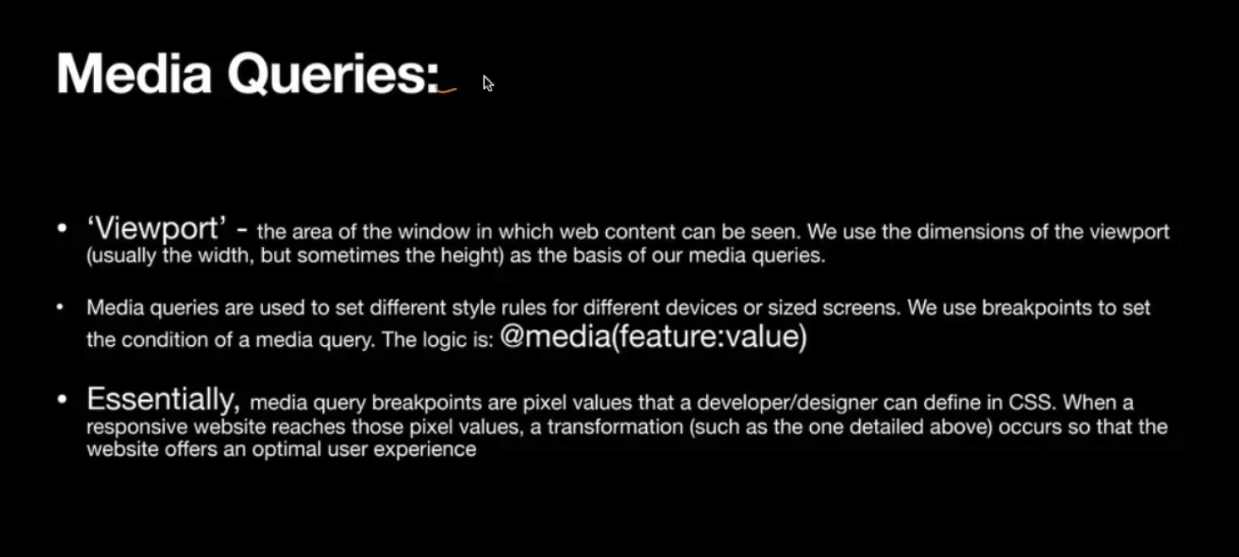 Media Queries:
• ‘Viewport’ - the area of the window in which web content can be seen. We use the dimensions of the viewport
(usually the width, but sometimes the height) as the basis of our media queries.
• Media queries are used to set different style rules for different devices or sized screens. We use breakpoints to set
the condition of a media query. The logic is: @media(feature:value)
• Essentially, media query breakpoints are pixel values that a developer/designer can define in CSS. When a
responsive website reaches those pixel values, a transformation (such as the one detailed above) occurs so that the
website offers an optimal user experience